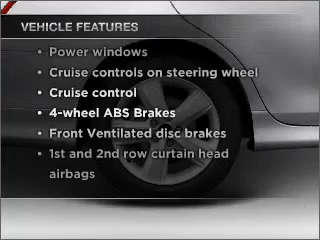 VEHICLE FEATURES
• Power windows
• Cruise controls on steering wheel
• Cruise control
• 4-wheel ABS Brakes
• Front Ventilated disc brakes
• 1st and 2nd row curtain head
airbags